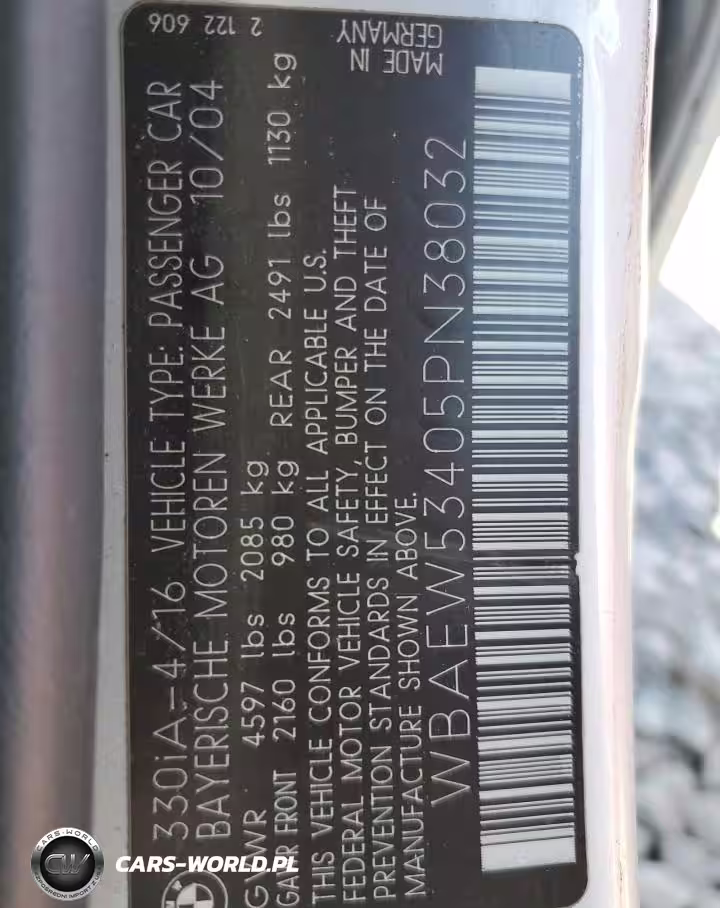 330iA-4/16 VEHICLE TYPE: PASSENGER CAR
BAYERISCHE MOTOREN WERKE AG 10/04
GVWR 4597 lbs 2085 kg
GAWR FRONT 2160 lbs 980 kg REAR 2491 lbs 1130 kg
THIS VEHICLE CONFORMS TO ALL APPLICABLE U.S.
FEDERAL MOTOR VEHICLE SAFETY, BUMPER AND THEFT
PREVENTION STANDARDS IN EFFECT ON THE DATE OF
MANUFACTURE SHOWN ABOVE.
WBAEW53405PN38032
2 122 606
MADE IN
GERMANY
CARS-WORLD
CW
CARS-WORLD.PL